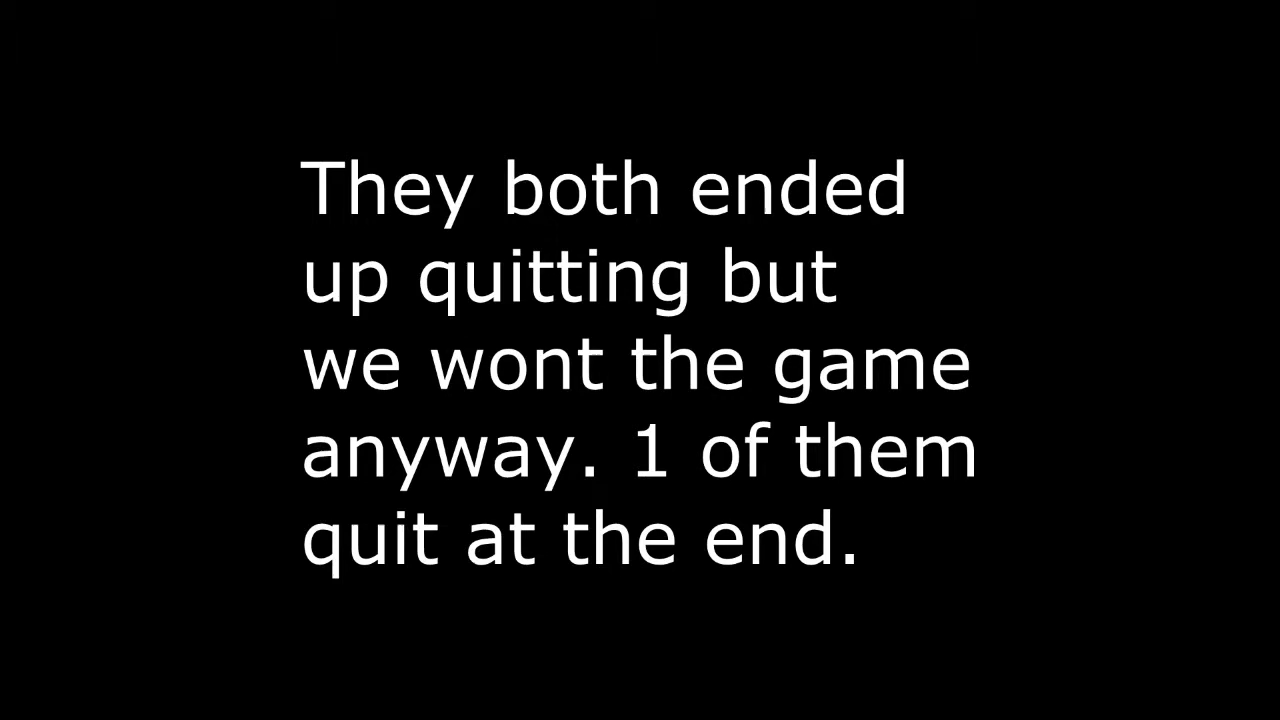 They both ended
up quitting but
we wont the game
anyway. 1 of them
quit at the end.